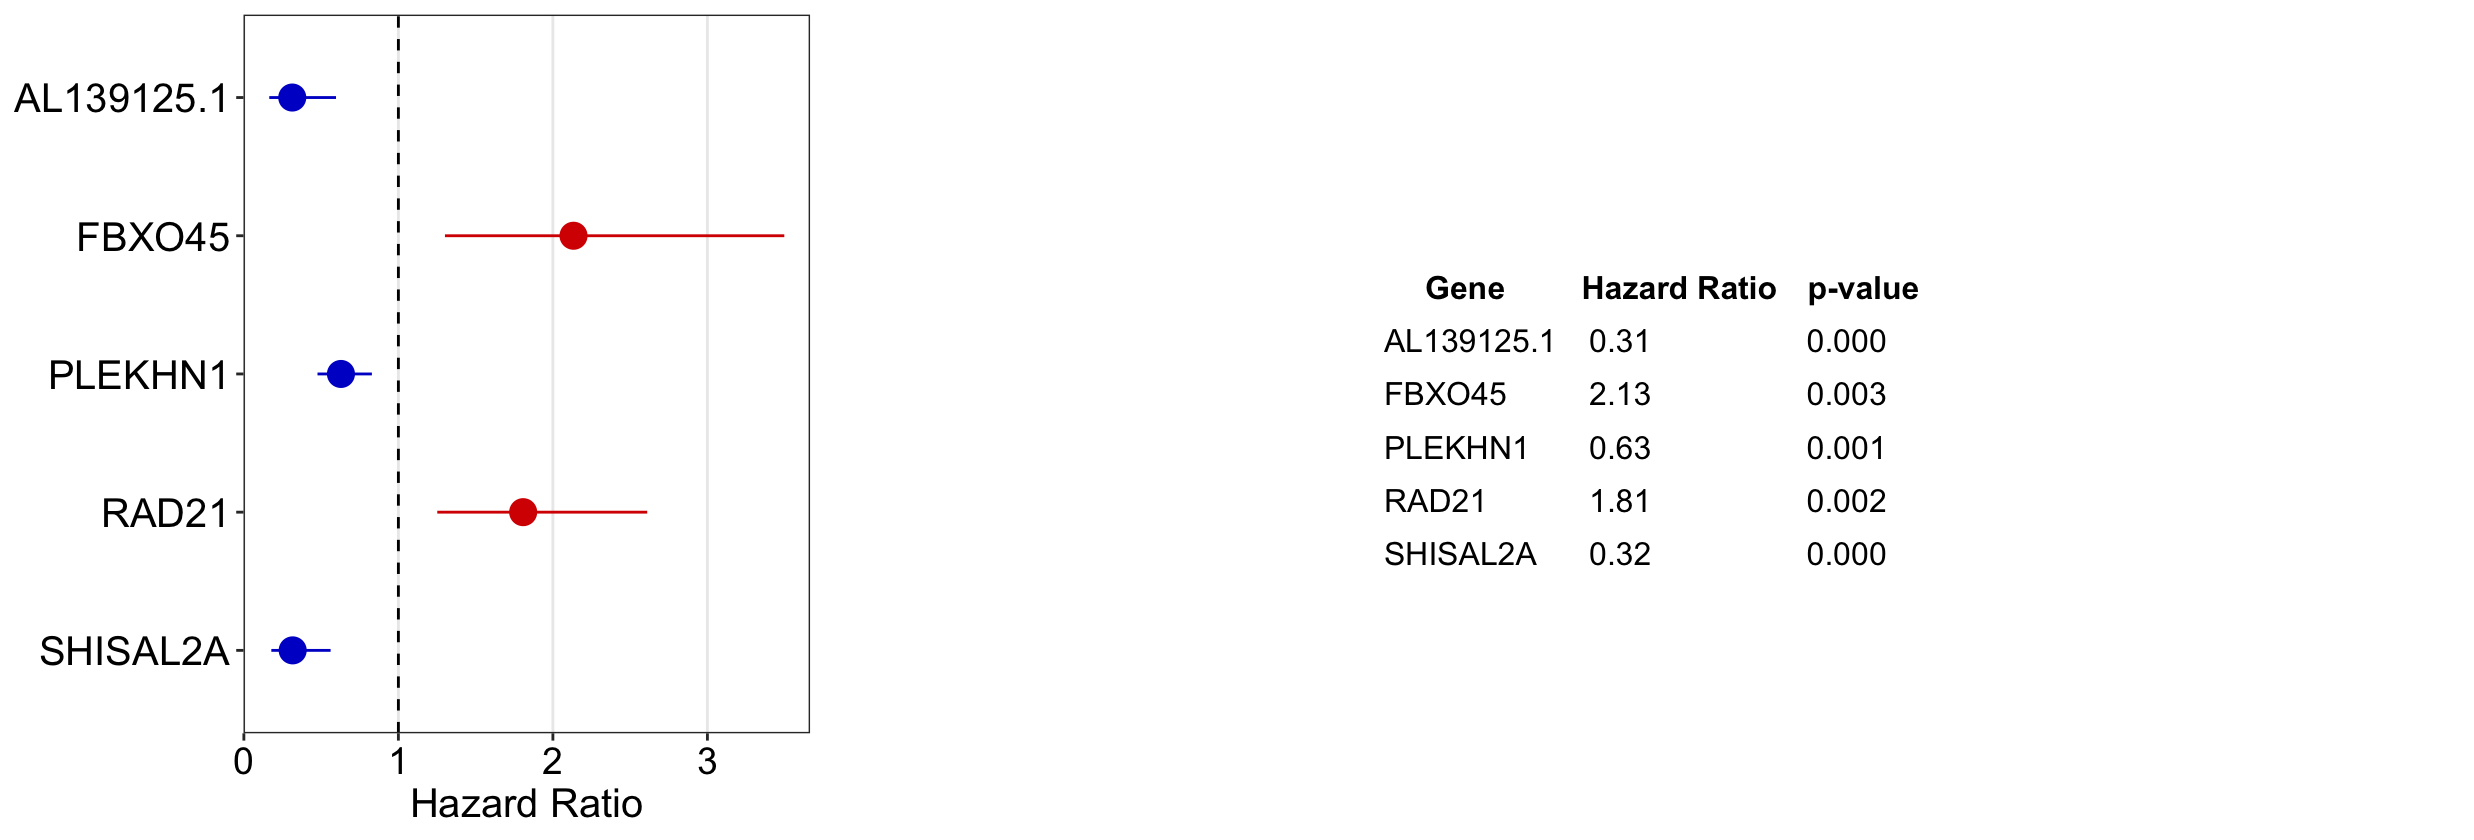 AL139125.1
FBXO45
PLEKHN1
RAD21
SHISAL2A
0 1 2 3
Hazard Ratio
Gene Hazard Ratio p-value
AL139125.1 0.31 0.000
FBXO45 2.13 0.003
PLEKHN1 0.63 0.001
RAD21 1.81 0.002
SHISAL2A 0.32 0.000